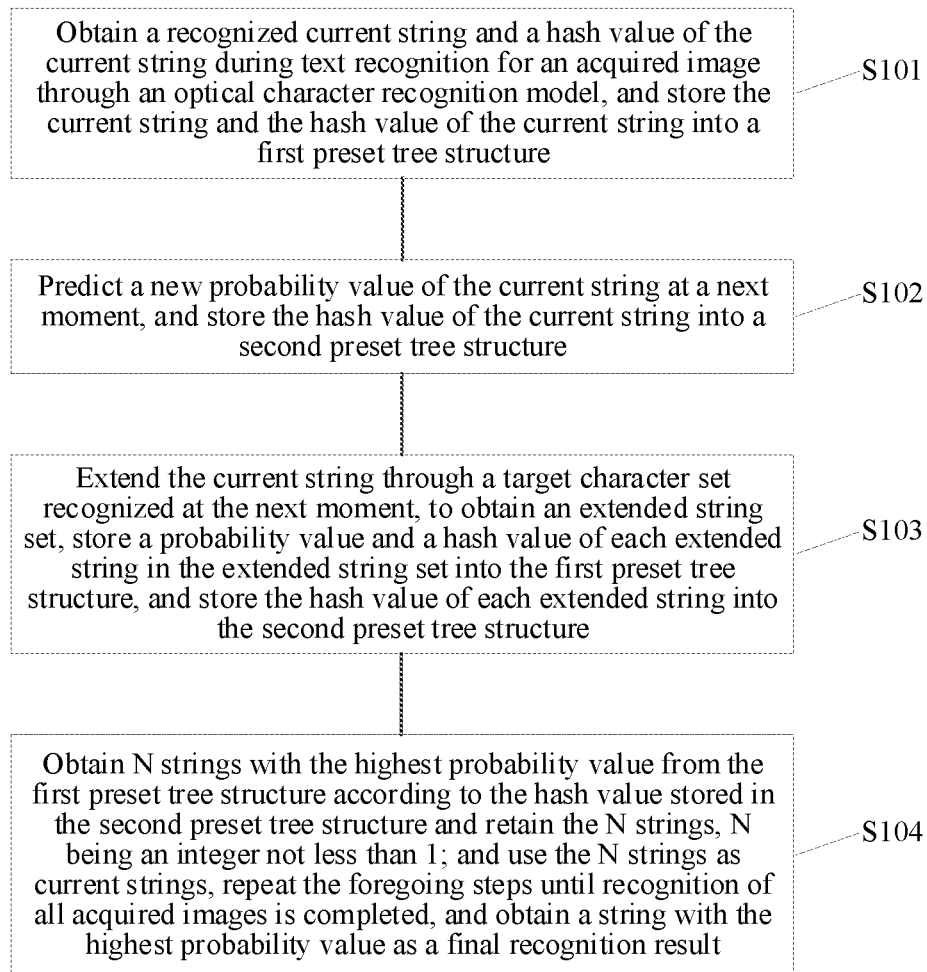 Obtain a recognized current string and a hash value of the
current string during text recognition for an acquired image
through an optical character recognition model, and store the
current string and the hash value of the current string into a
first preset tree structure
S101
Predict a new probability value of the current string at a next
moment, and store the hash value of the current string into a
second preset tree structure
S102
Extend the current string through a target character set
recognized at the next moment, to obtain an extended string
set, store a probability value and a hash value of each extended
string in the extended string set into the first preset tree
structure, and store the hash value of each extended string into
the second preset tree structure
S103
Obtain N strings with the highest probability value from the
first preset tree structure according to the hash value stored in
the second preset tree structure and retain the N strings, N
being an integer not less than 1; and use the N strings as
current strings, repeat the foregoing steps until recognition of
all acquired images is completed, and obtain a string with the
highest probability value as a final recognition result
S104